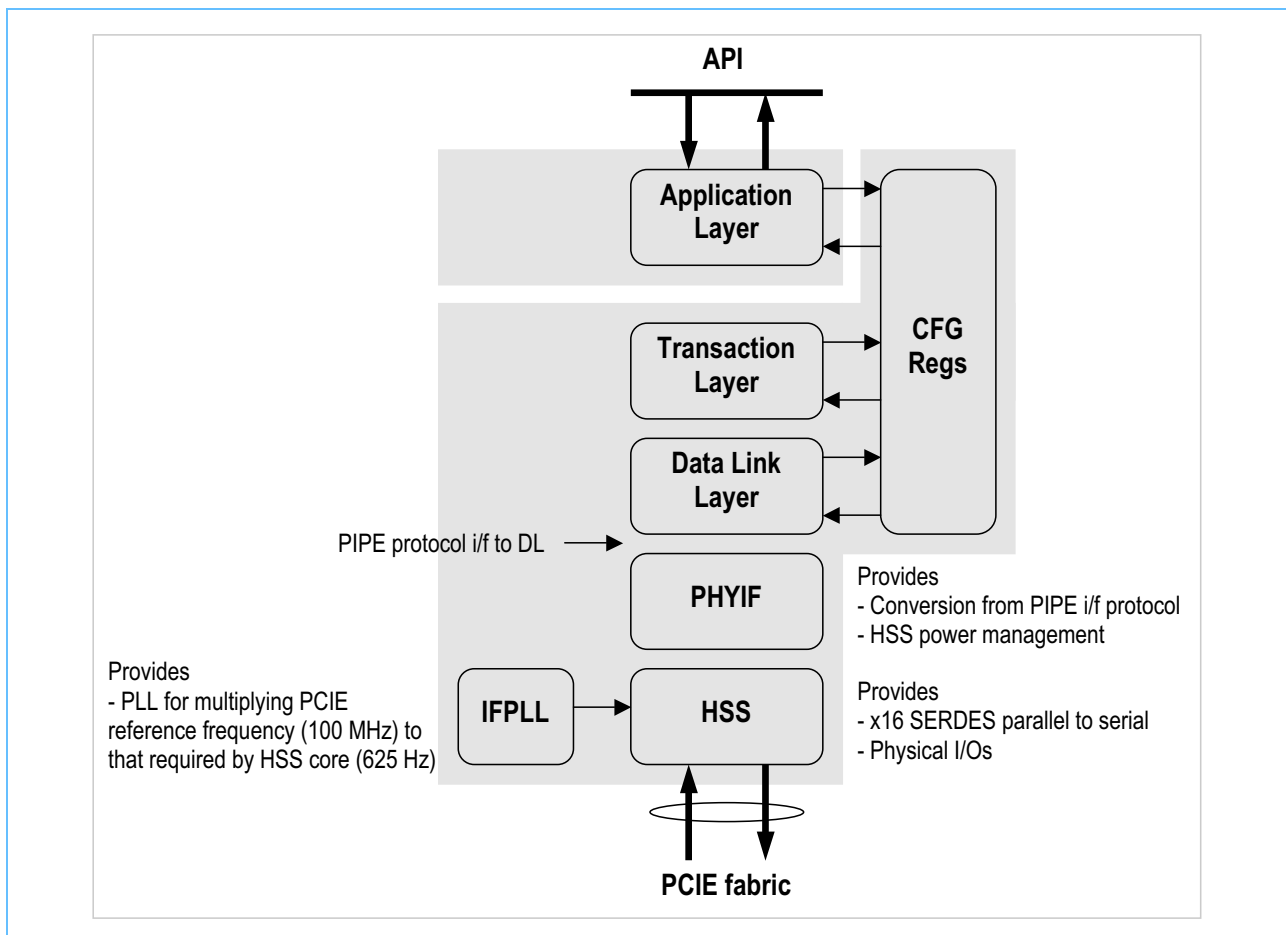 API
Application
Layer
CFG
Regs
Transaction
Layer
Data Link
Layer
PIPE protocol i/f to DL
PHYIF
Provides
- Conversion from PIPE i/f protocol
- HSS power management
Provides
- PLL for multiplying PCIE
reference frequency (100 MHz) to
that required by HSS core (625 Hz)
IFPLL
HSS
Provides
- x16 SERDES parallel to serial
- Physical I/Os
PCIE fabric